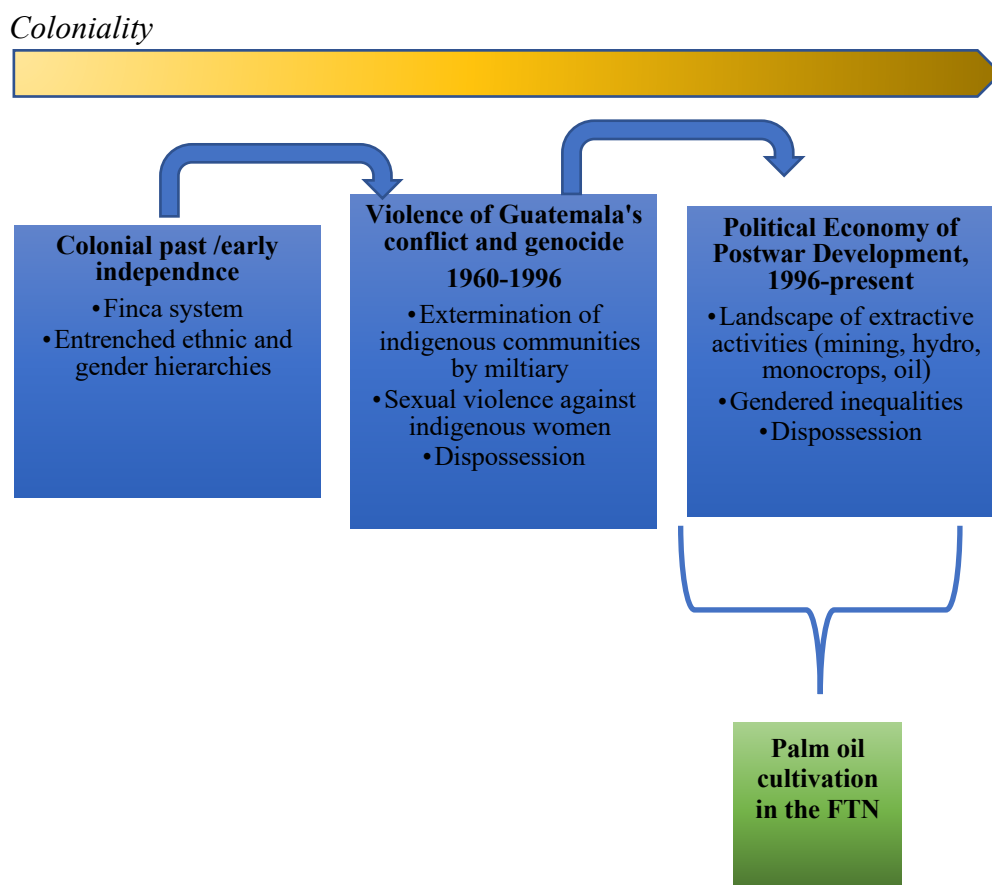 Coloniality
Colonial past /early
independnce
•Finca system
•Entrenched ethnic and
gender hierarchies
Violence of Guatemala's
conflict and genocide
1960-1996
•Extermination of
indigenous communities
by miltiary
•Sexual violence against
indigenous women
•Dispossession
Political Economy of
Postwar Development,
1996-present
•Landscape of extractive
activities (mining, hydro,
monocrops, oil)
•Gendered inequalities
•Dispossession
Palm oil
cultivation
in the FTN